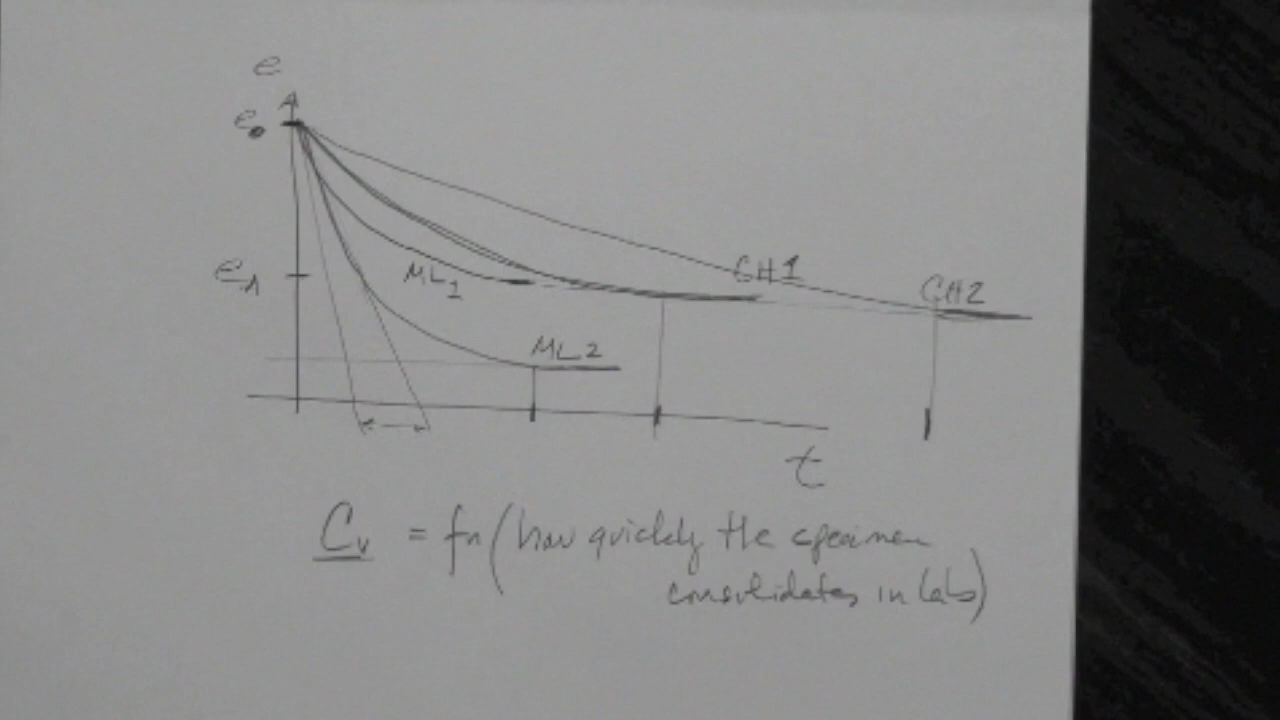 e
e₀
e₁
ML₁
CH1
CH2
ML2
t
Cᵥ = fn (how quickly the specimen
consolidates in lab)